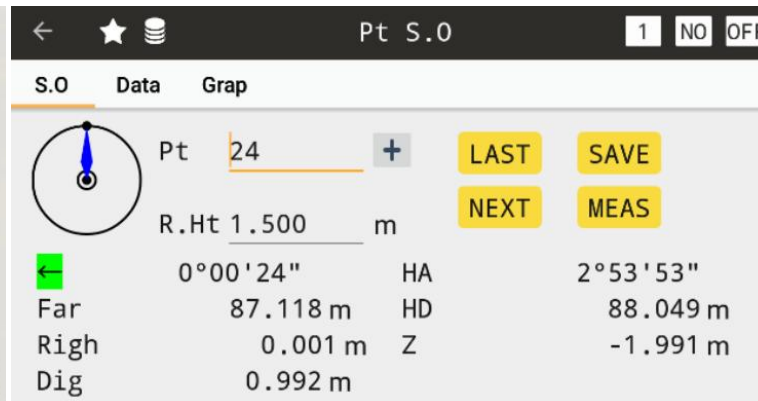 Pt S.O 1 NO OFF
S.O Data Grap
Pt 24 + LAST SAVE
R.Ht 1.500 m NEXT MEAS
← 0°00'24" HA 2°53'53"
Far 87.118 m HD 88.049 m
Righ 0.001 m Z -1.991 m
Dig 0.992 m